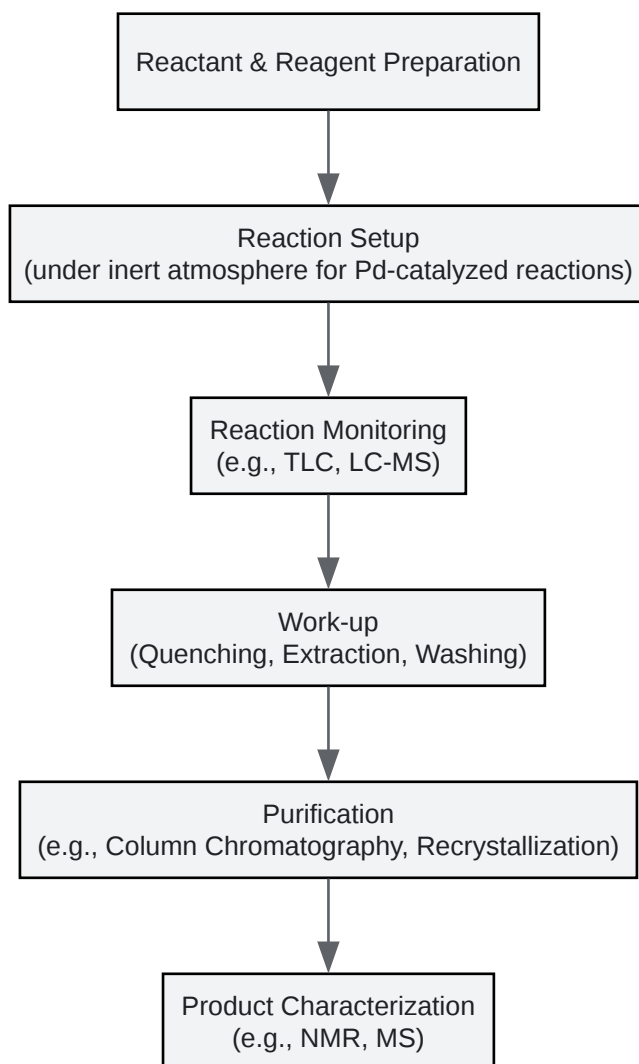 Reactant & Reagent Preparation
Reaction Setup
(under inert atmosphere for Pd-catalyzed reactions)
Reaction Monitoring
(e.g., TLC, LC-MS)
Work-up
(Quenching, Extraction, Washing)
Purification
(e.g., Column Chromatography, Recrystallization)
Product Characterization
(e.g., NMR, MS)